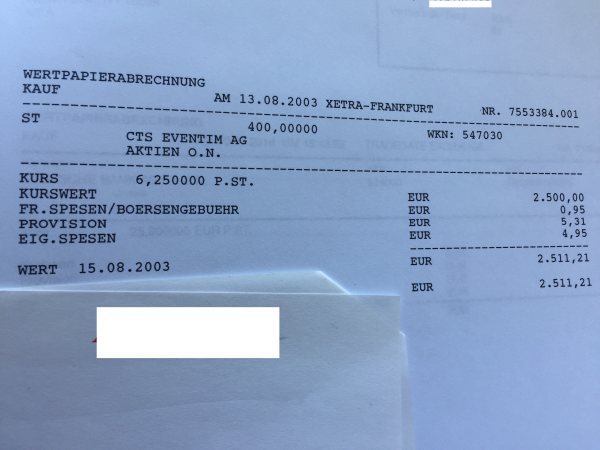 WERTPAPIERABRECHNUNG
KAUF AM 13.08.2003 XETRA-FRANKFURT NR. 7553384.001
ST 400,00000 WKN: 547030
CTS EVENTIM AG
AKTIEN O.N.
KURS 6,250000 P.ST.
KURSWERT EUR 2.500,00
FR.SPESEN/BOERSENGEBUEHR EUR 0,95
PROVISION EUR 5,31
EIG.SPESEN EUR 4,95
WERT 15.08.2003 EUR 2.511,21
EUR 2.511,21